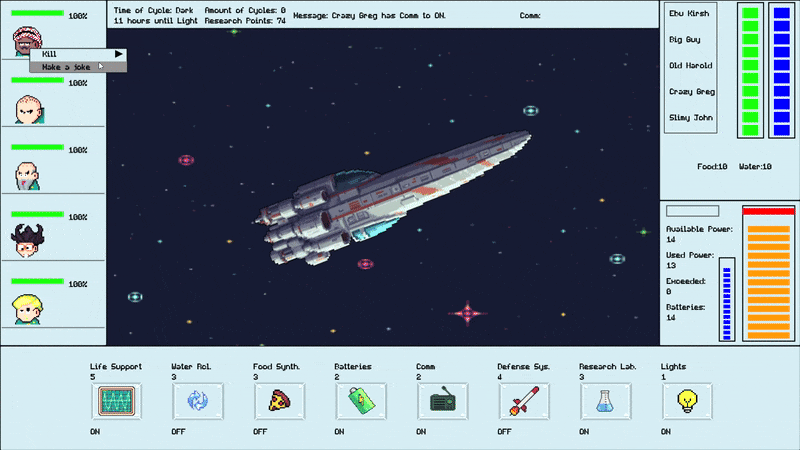 Time of Cycle: Dark
Amount of Cycles: 0
11 hours until Light
Research Points: 74
Message: Crazy Greg has Comm to ON.
Comm:
100%
Kill
Make a joke
100%
100%
100%
100%
Ebu Kirsh
Big Guy
Old Harold
Crazy Greg
Slimy John
Food:10
Water:10
Available Power:
14
Used Power:
13
Exceeded:
0
Batteries:
14
Life Support
5
ON
Water Rcl.
3
OFF
Food Synth.
3
OFF
Batteries
2
ON
Comm
2
ON
Defense Sys.
4
OFF
Research Lab.
3
ON
Lights
1
ON